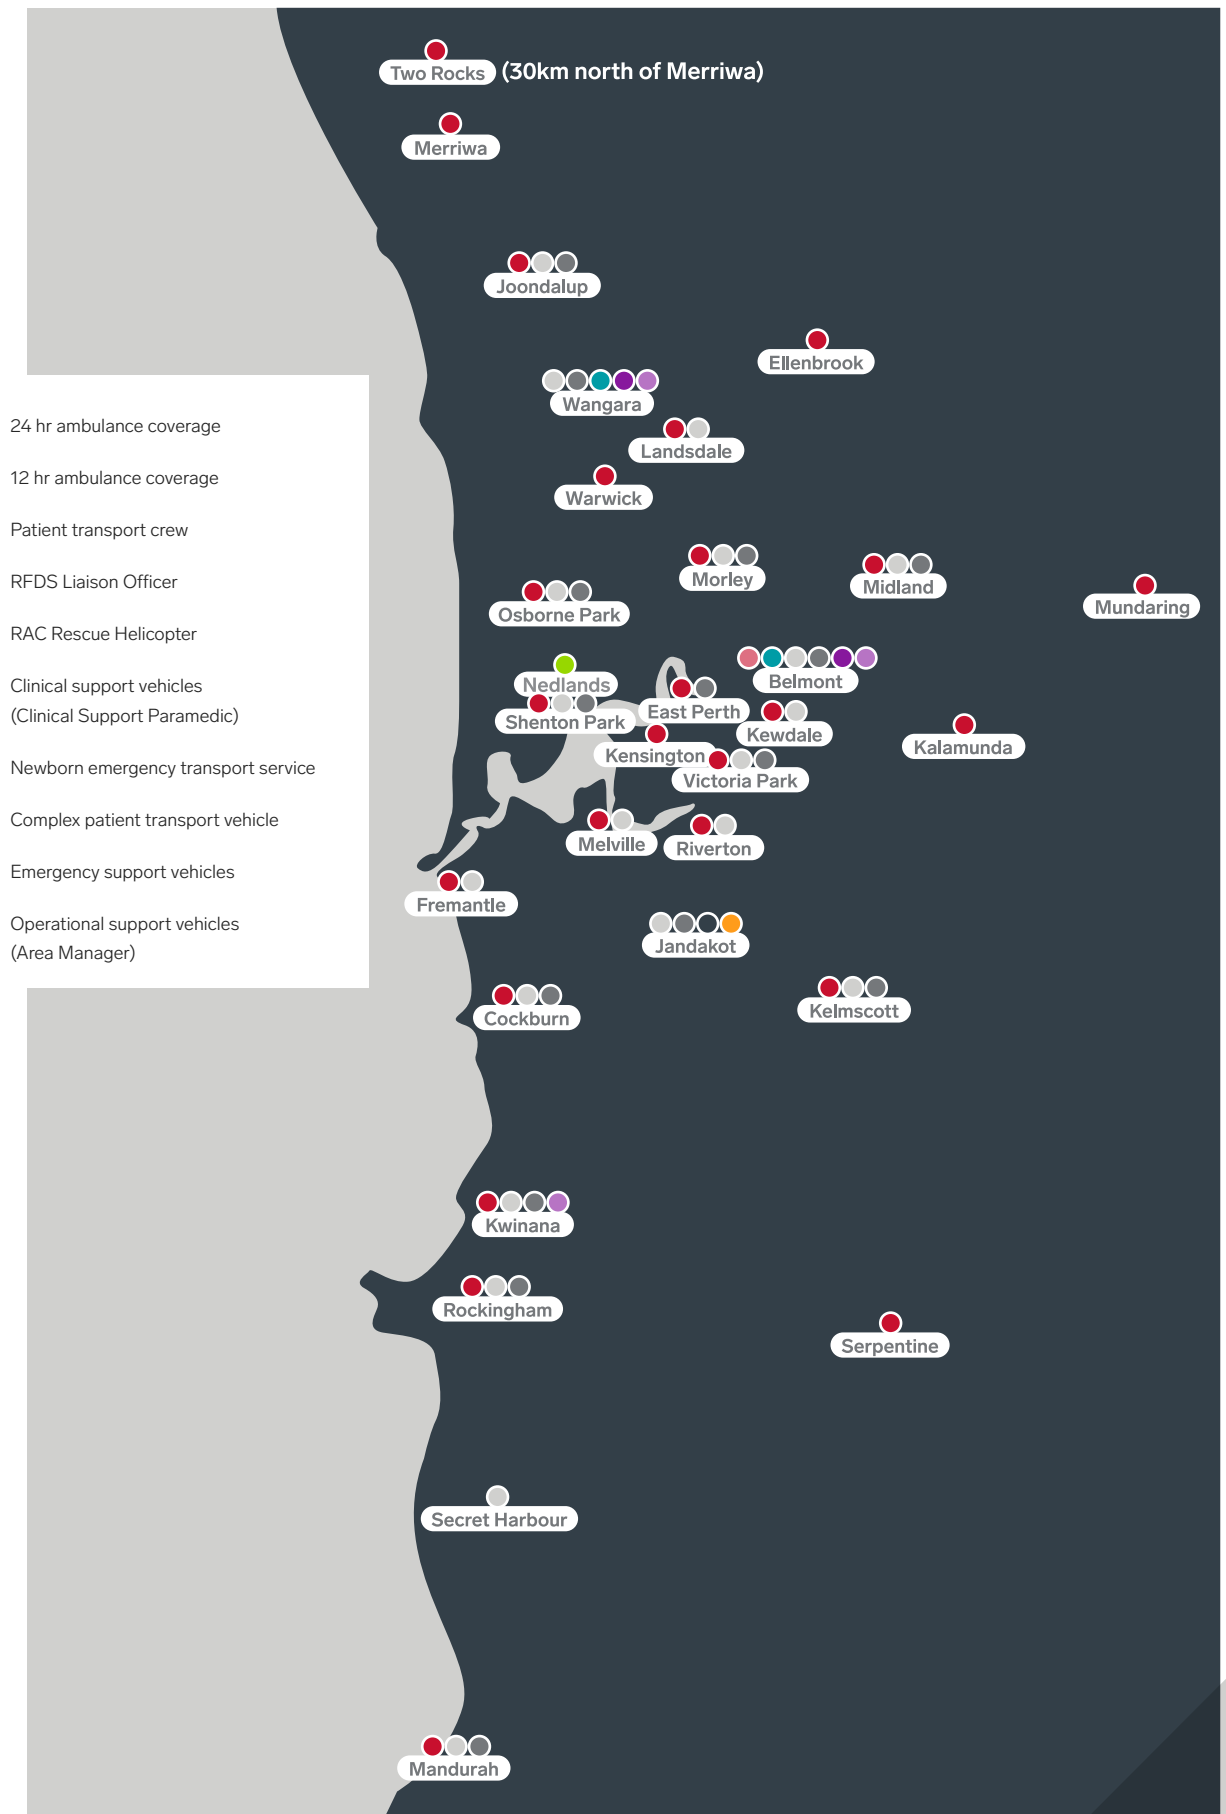 Two Rocks (30km north of Merriwa)
Merriwa
Joondalup
Ellenbrook
Wangara
24 hr ambulance coverage
Landsdale
12 hr ambulance coverage
Warwick
Patient transport crew
Morley
Midland
RFDS Liaison Officer
Mundaring
Osborne Park
RAC Rescue Helicopter
Clinical support vehicles
(Clinical Support Paramedic)
Nedlands
Belmont
Shenton Park
East Perth
Kewdale
Kalamunda
Kensington
Newborn emergency transport service
Victoria Park
Complex patient transport vehicle
Melville
Riverton
Emergency support vehicles
Fremantle
Operational support vehicles
(Area Manager)
Jandakot
Cockburn
Kelmscott
Kwinana
Rockingham
Serpentine
Secret Harbour
Mandurah